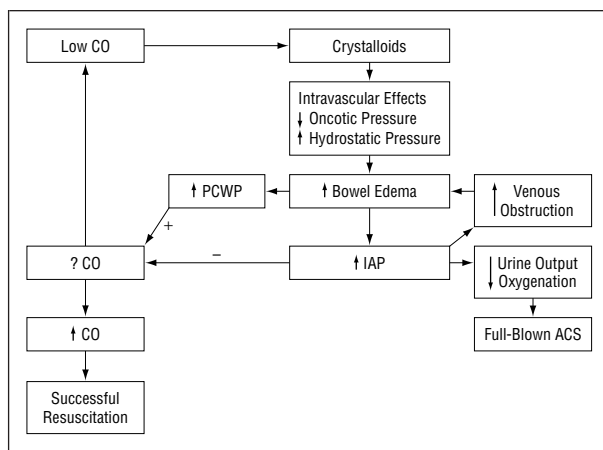 Low CO
Crystalloids
Intravascular Effects
↓ Oncotic Pressure
↑ Hydrostatic Pressure
↑ PCWP
↑ Bowel Edema
↑ Venous
Obstruction
+
? CO
−
↑ IAP
↓ Urine Output
Oxygenation
↑ CO
Full-Blown ACS
Successful
Resuscitation